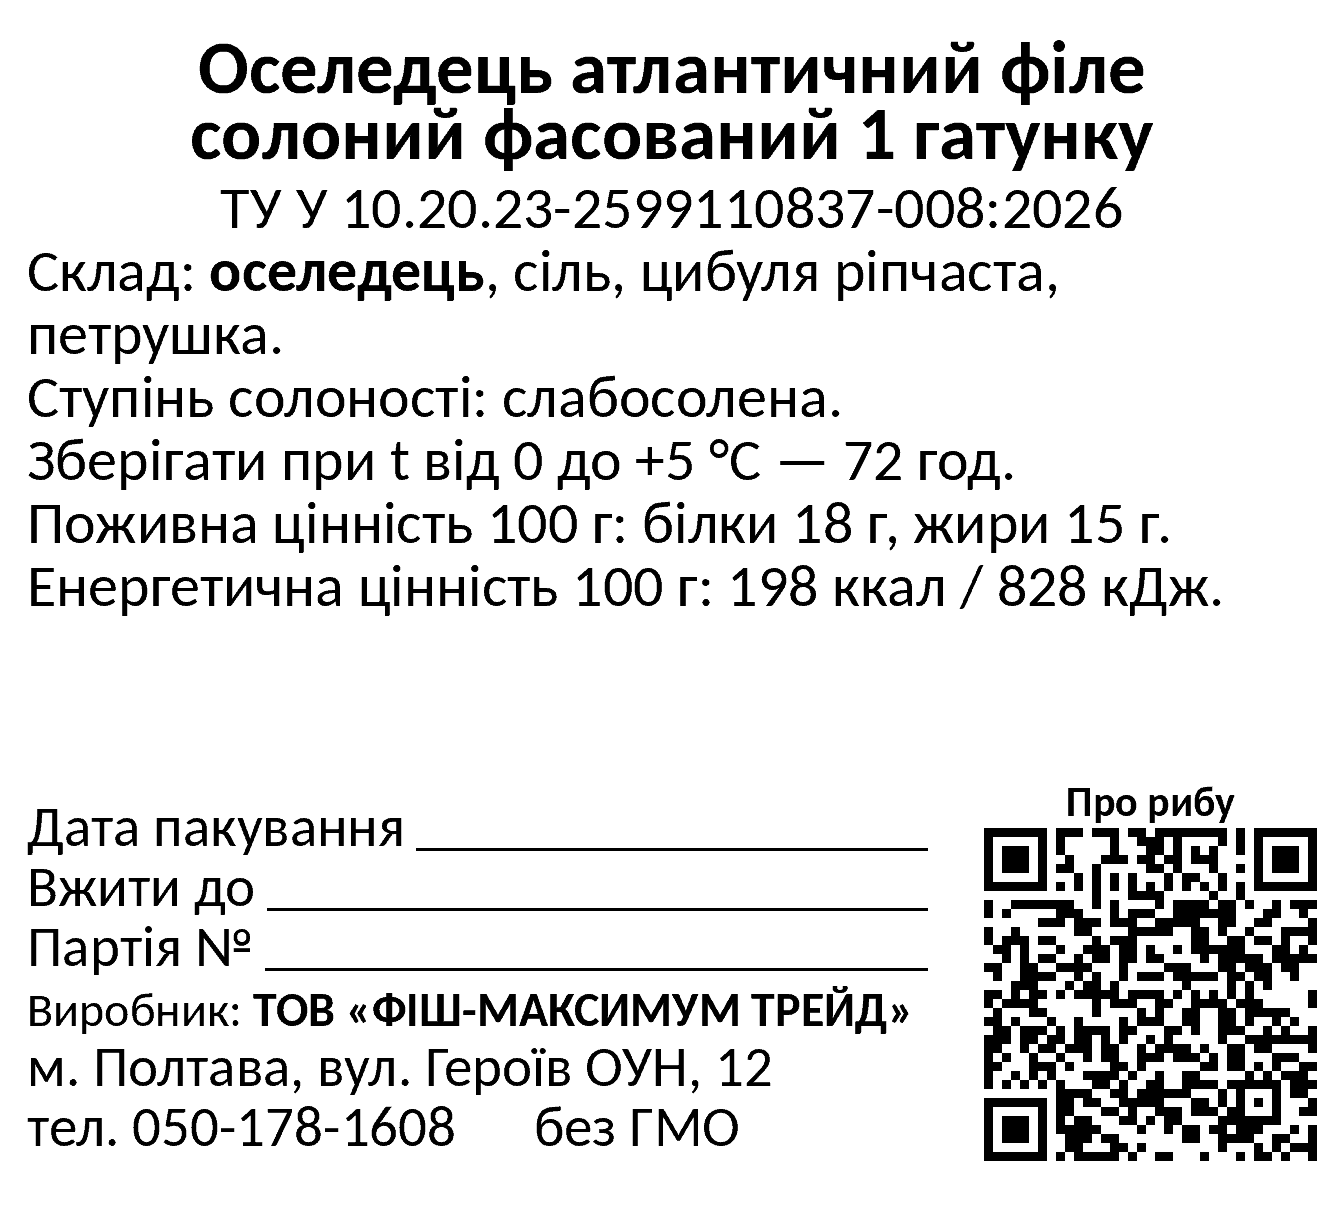 Оселедець атлантичний філе
солоний фасований 1 гатунку
ТУ У 10.20.23-2599110837-008:2026
Склад: оселедець, сіль, цибуля ріпчаста,
петрушка.
Ступінь солоності: слабосолена.
Зберігати при t від 0 до +5 °C — 72 год.
Поживна цінність 100 г: білки 18 г, жири 15 г.
Енергетична цінність 100 г: 198 ккал / 828 кДж.
Про рибу
Дата пакування
Вжити до
Партія №
Виробник: ТОВ «ФІШ-МАКСИМУМ ТРЕЙД»
м. Полтава, вул. Героїв ОУН, 12
тел. 050-178-1608 без ГМО